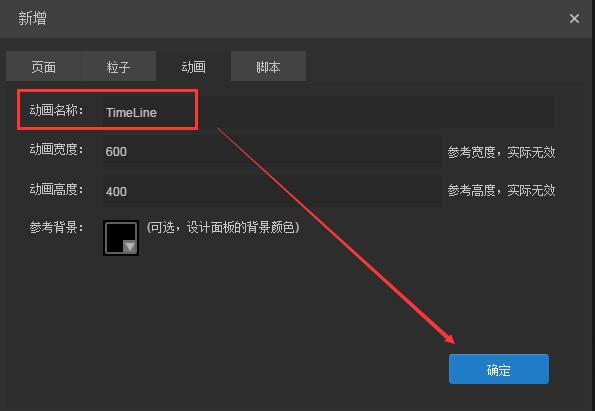 新增
页面 粒子 动画 脚本
动画名称： TimeLine
动画宽度： 600 参考宽度，实际无效
动画高度： 400 参考高度，实际无效
参考背景： (可选，设计面板的背景颜色)
确定